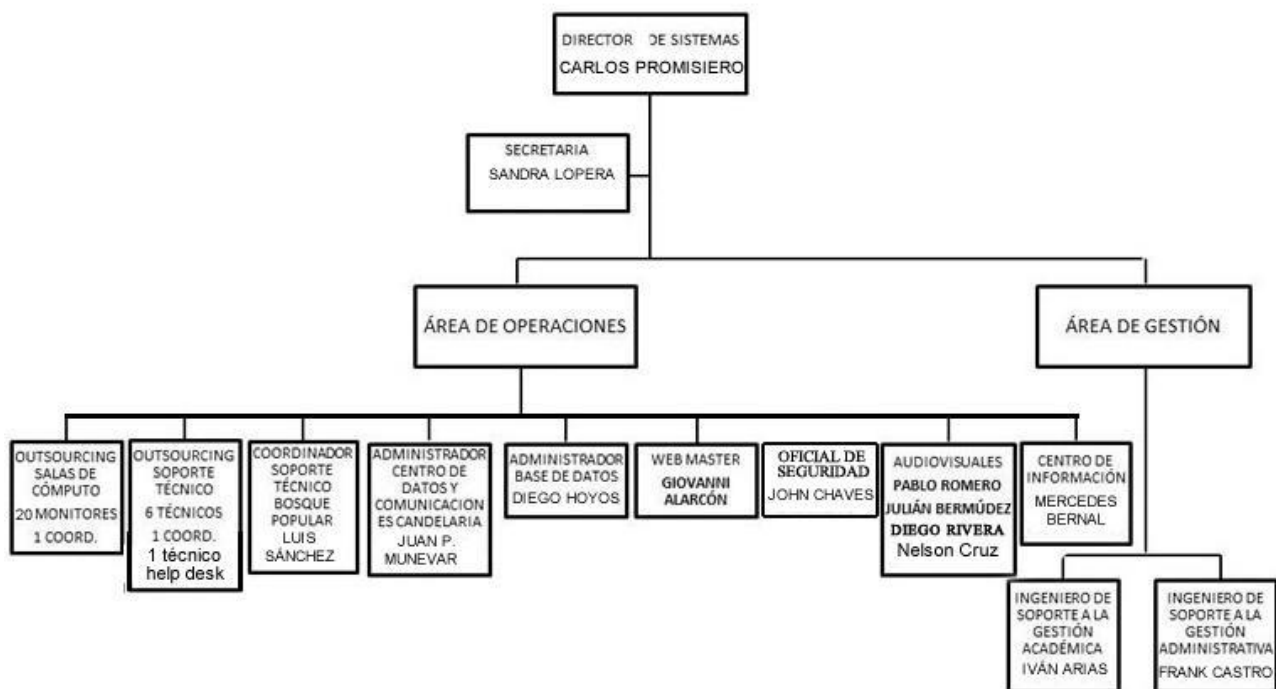 DIRECTOR DE SISTEMAS
CARLOS PROMISIERO
SECRETARIA
SANDRA LOPERA
ÁREA DE OPERACIONES
ÁREA DE GESTIÓN
OUTSOURCING
SALAS DE
CÓMPUTO
20 MONITORES
1 COORD.
OUTSOURCING
SOPORTE
TÉCNICO
6 TÉCNICOS
1 COORD.
1 técnico
help desk
COORDINADOR
SOPORTE
TÉCNICO
BOSQUE
POPULAR
LUIS
SÁNCHEZ
ADMINISTRADOR
CENTRO DE
DATOS Y
COMUNICACION
ES CANDELARIA
JUAN P.
MUNEVAR
ADMINISTRADOR
BASE DE DATOS
DIEGO HOYOS
WEB MASTER
GIOVANNI
ALARCÓN
OFICIAL DE
SEGURIDAD
JOHN CHAVES
AUDIOVISUALES
PABLO ROMERO
JULIÁN BERMÚDEZ
DIEGO RIVERA
Nelson Cruz
CENTRO DE
INFORMACIÓN
MERCEDES
BERNAL
INGENIERO DE
SOPORTE A LA
GESTIÓN
ACADÉMICA
IVÁN ARIAS
INGENIERO DE
SOPORTE A LA
GESTIÓN
ADMINISTRATIVA
FRANK CASTRO